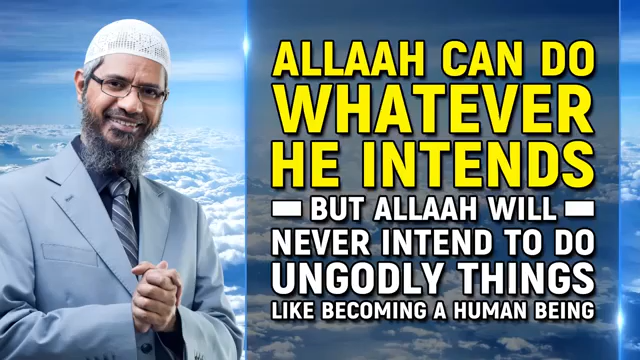 ALLAAH CAN DO
WHATEVER
HE INTENDS
BUT ALLAAH WILL
NEVER INTEND TO DO
UNGODLY THINGS
LIKE BECOMING A HUMAN BEING